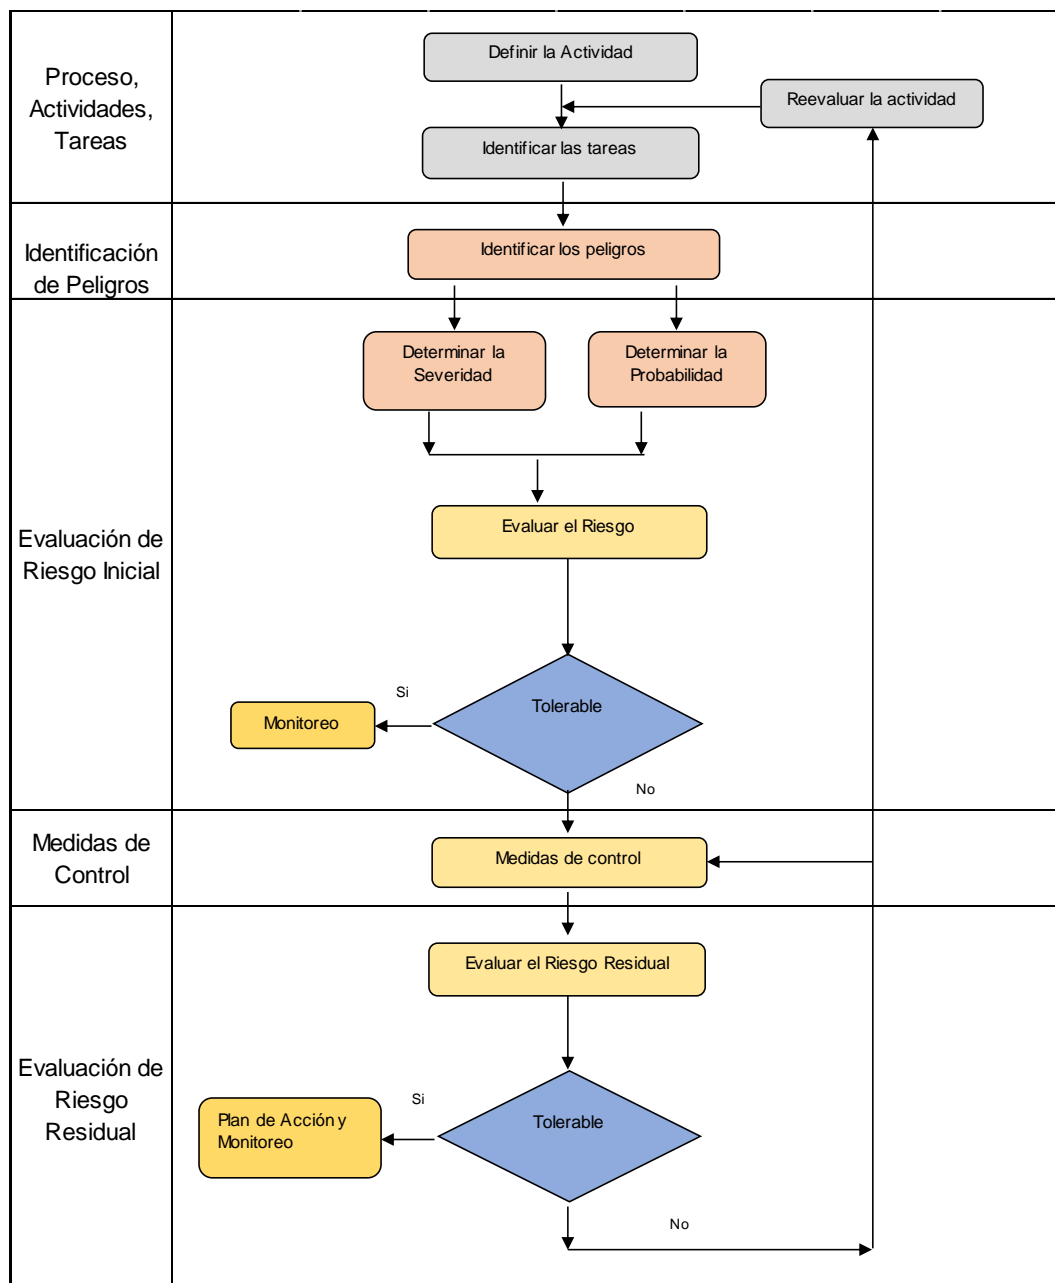 Proceso,
Actividades,
Tareas
Definir la Actividad
Reevaluar la actividad
Identificar las tareas
Identificación
de Peligros
Identificar los peligros
Evaluación de
Riesgo Inicial
Determinar la
Severidad
Determinar la
Probabilidad
Evaluar el Riesgo
Tolerable
Si
Monitoreo
No
Medidas de
Control
Medidas de control
Evaluación de
Riesgo
Residual
Evaluar el Riesgo Residual
Tolerable
Si
Plan de Acción y
Monitoreo
No